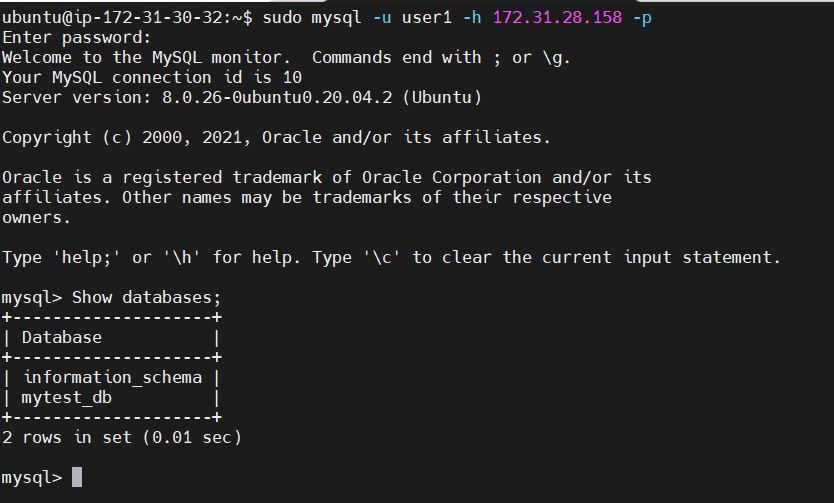 ubuntu@ip-172-31-30-32:~$ sudo mysql -u user1 -h 172.31.28.158 -p
Enter password:
Welcome to the MySQL monitor.  Commands end with ; or \g.
Your MySQL connection id is 10
Server version: 8.0.26-0ubuntu0.20.04.2 (Ubuntu)

Copyright (c) 2000, 2021, Oracle and/or its affiliates.

Oracle is a registered trademark of Oracle Corporation and/or its
affiliates. Other names may be trademarks of their respective
owners.

Type 'help;' or '\h' for help. Type '\c' to clear the current input statement.

mysql> Show databases;
+--------------------+
| Database           |
+--------------------+
| information_schema |
| mytest_db          |
+--------------------+
2 rows in set (0.01 sec)

mysql>